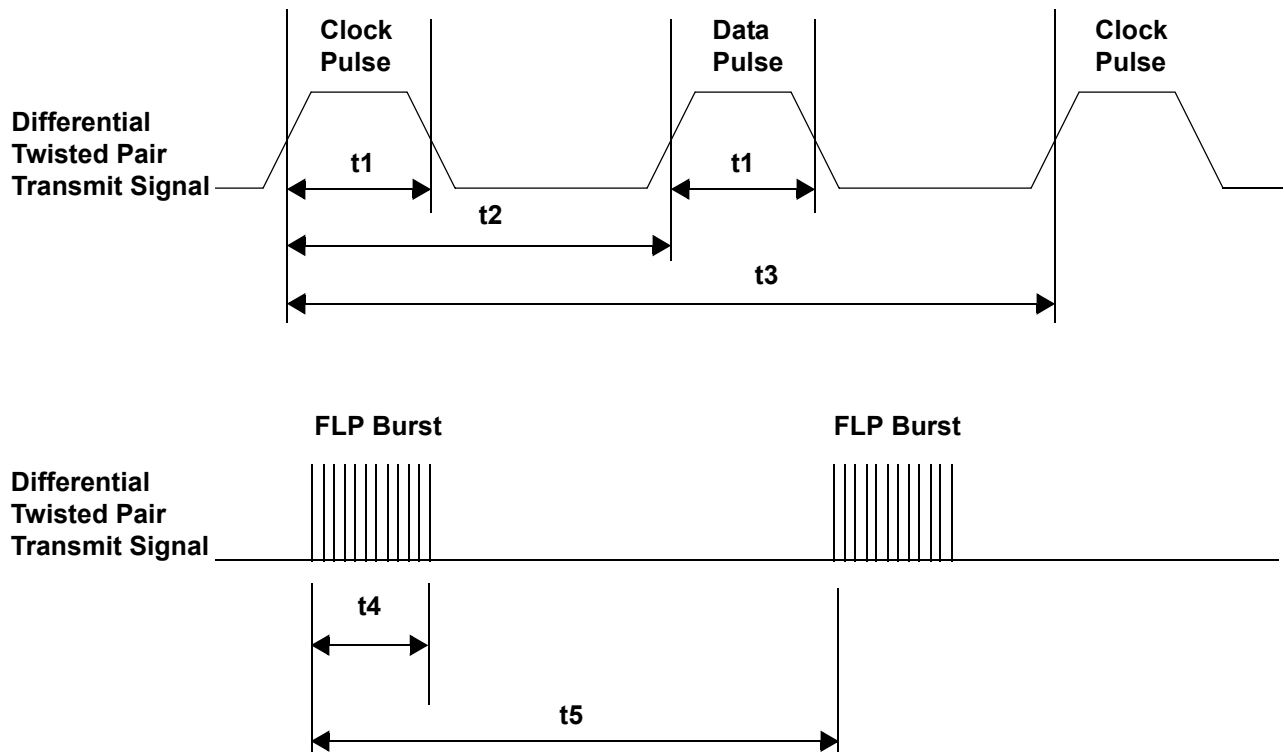 Clock
Pulse
Data
Pulse
Clock
Pulse
Differential
Twisted Pair
Transmit Signal
t1
t1
t2
t3
FLP Burst
FLP Burst
Differential
Twisted Pair
Transmit Signal
t4
t5